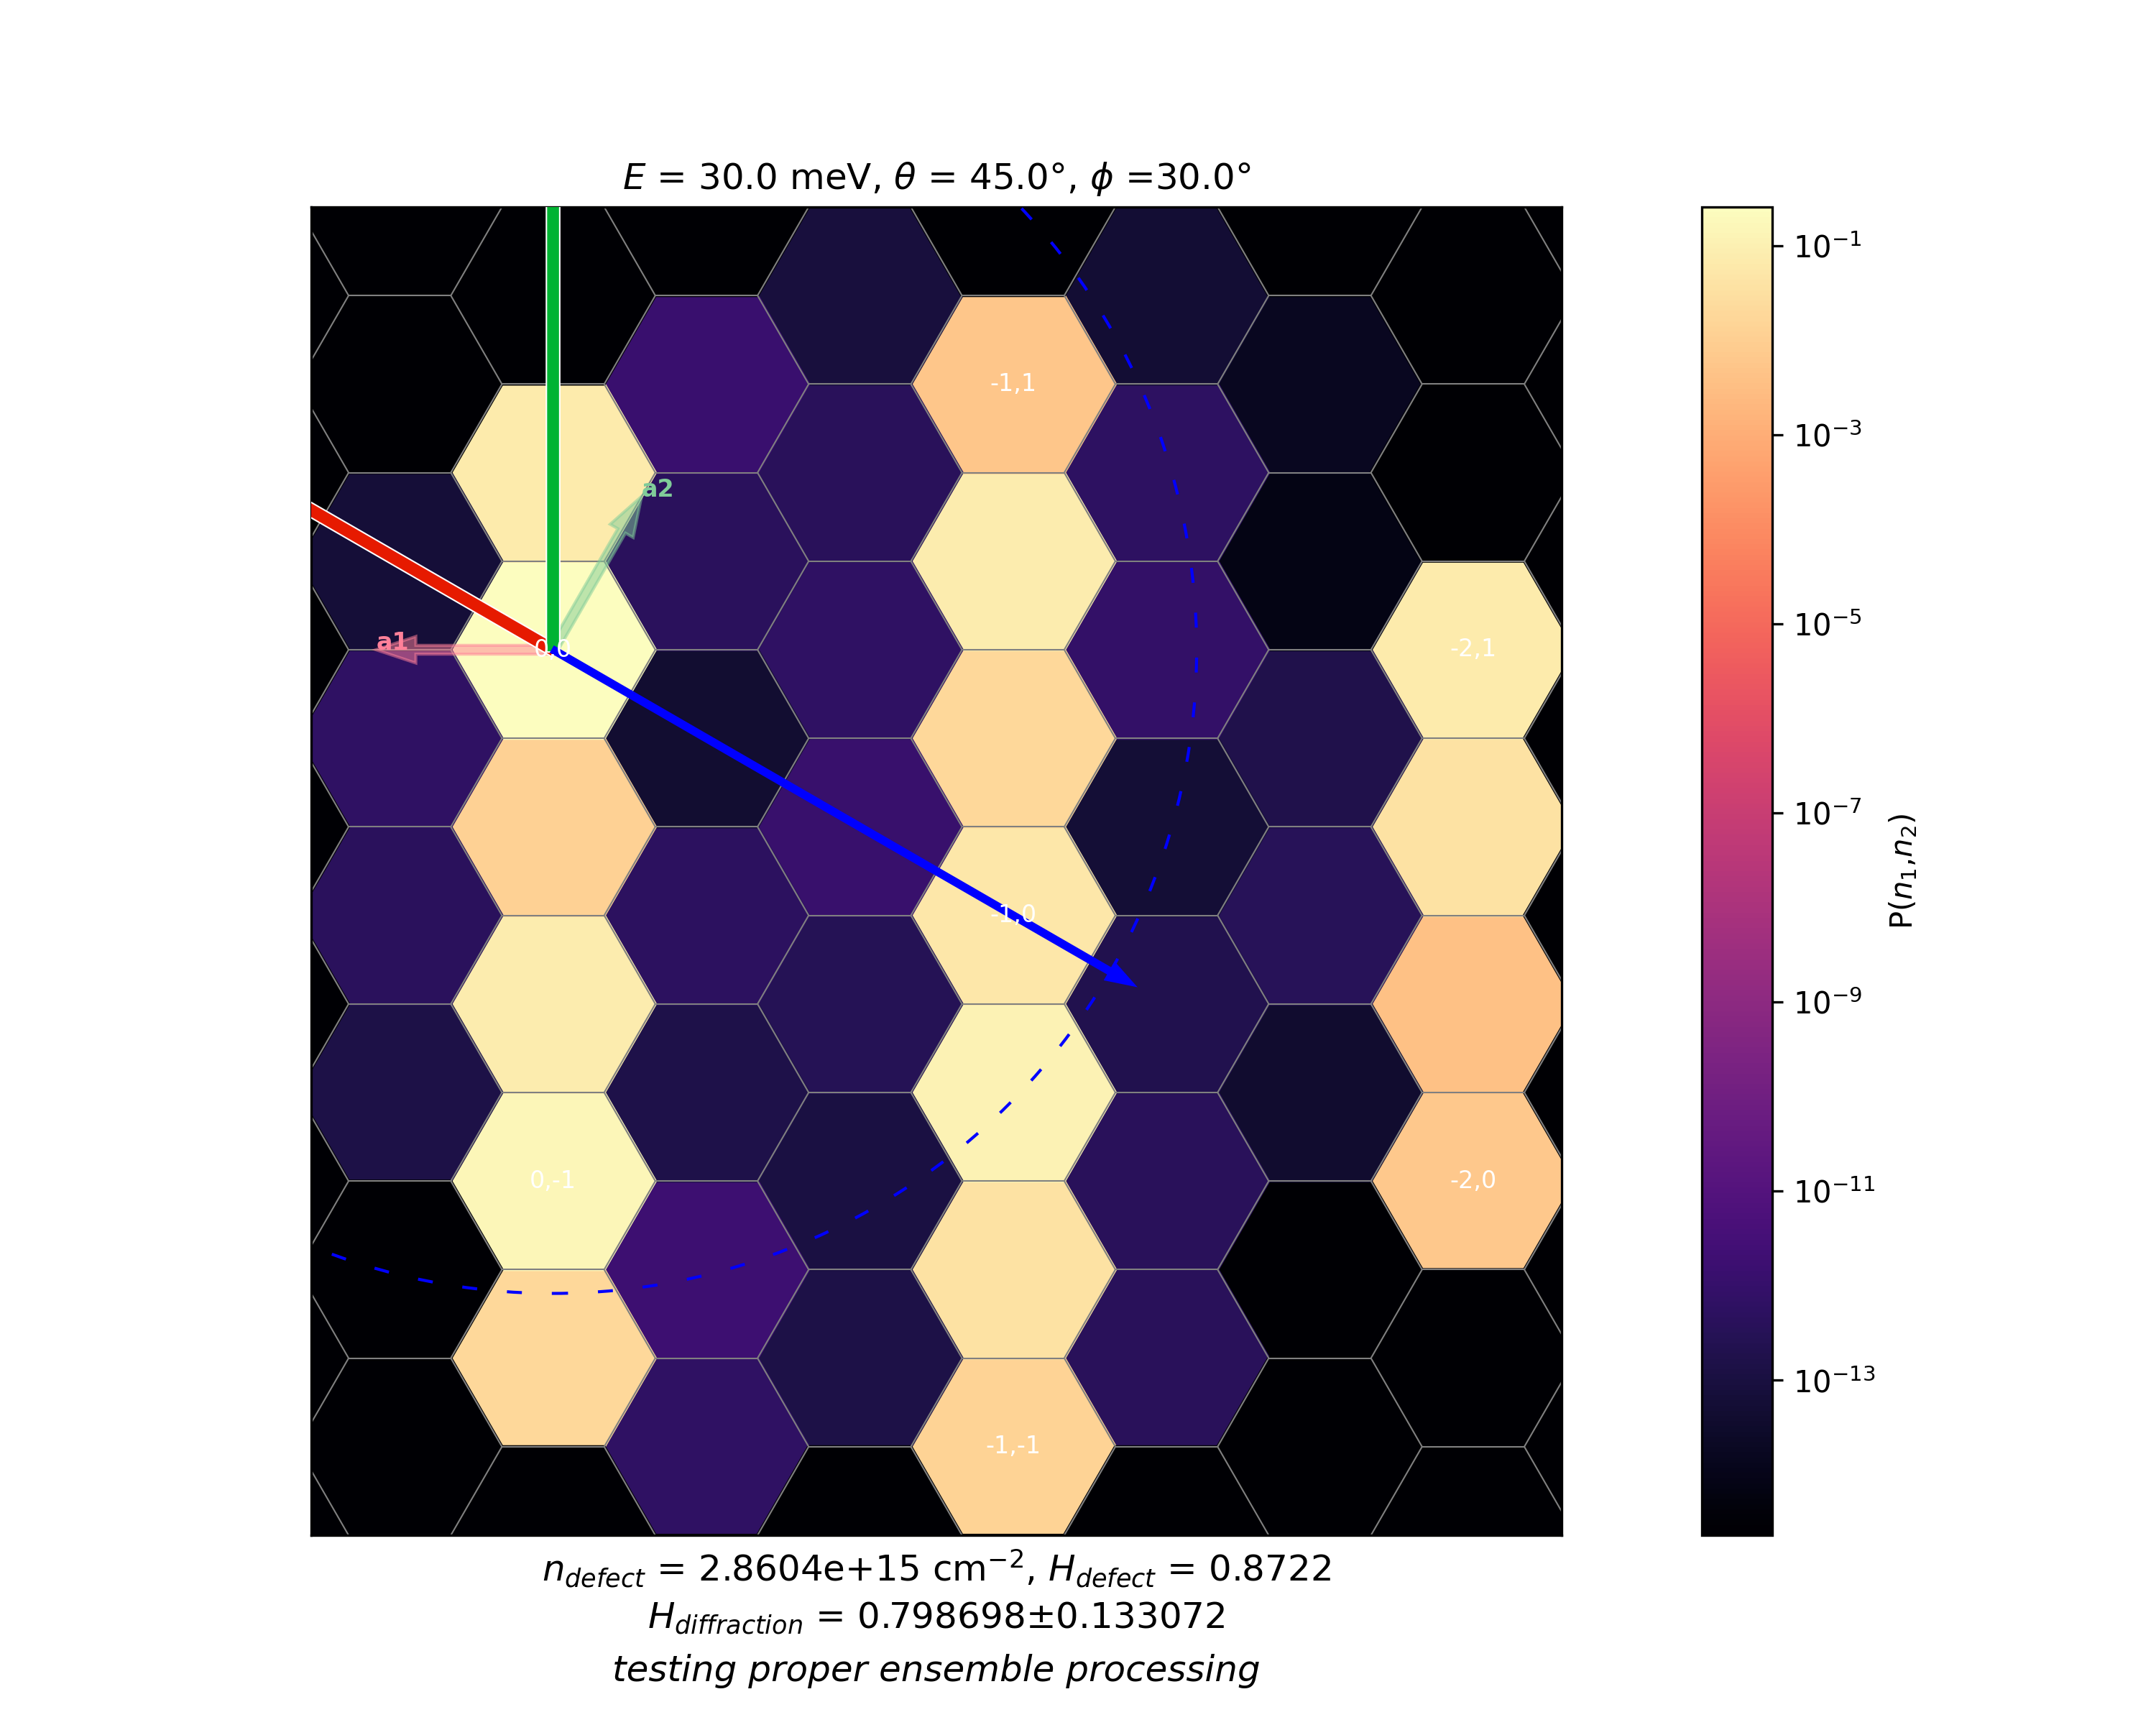 E = 30.0 meV, θ = 45.0°, ϕ =30.0°
-1,1
a2
a1
0,0
-2,1
-1,0
0,-1
-2,0
-1,-1
10⁻¹
10⁻³
10⁻⁵
10⁻⁷
10⁻⁹
10⁻¹¹
10⁻¹³
P(n₁,n₂)
n_defect = 2.8604e+15 cm⁻², H_defect = 0.8722
H_diffraction = 0.798698±0.133072
testing proper ensemble processing